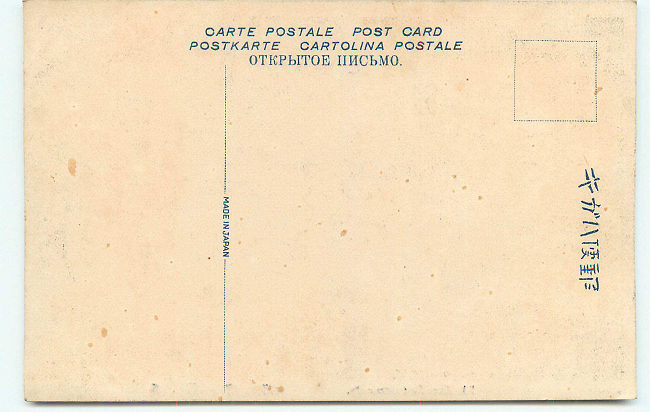 CARTE POSTALE POST CARD
POSTKARTE CARTOLINA POSTALE
ОТКРЫТОЕ ПИСЬМО.
MADE IN JAPAN
郵便ハガキ